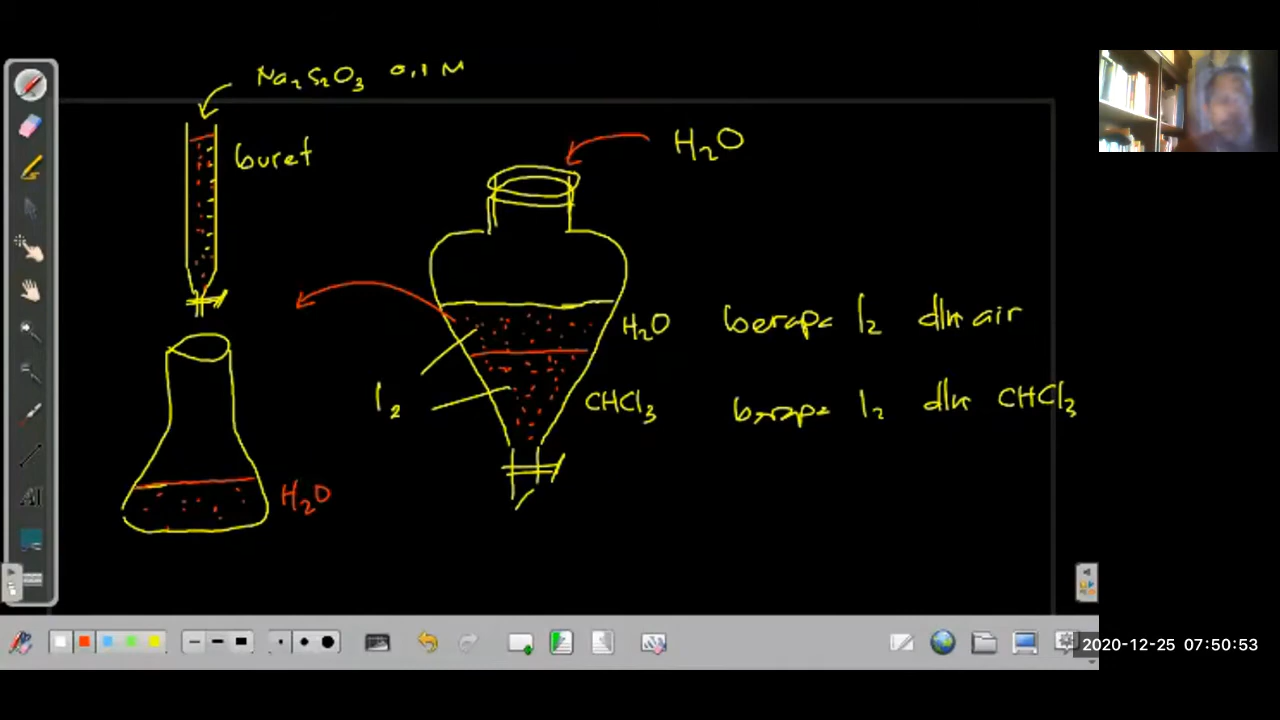 Na2S2O3 0,1 M
buret
H2O
H2O berapa I2 dlm air
I2
CHCl3 berapa I2 dlm CHCl3
H2O
2020-12-25 07:50:53